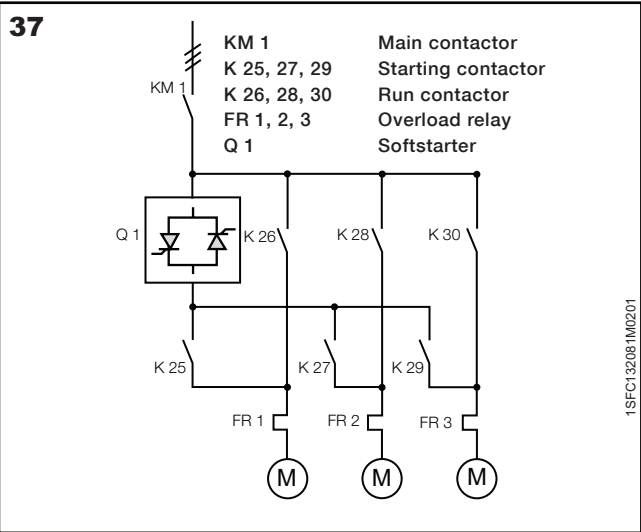 37
KM 1 Main contactor
K 25, 27, 29 Starting contactor
K 26, 28, 30 Run contactor
FR 1, 2, 3 Overload relay
Q 1 Softstarter
KM 1
Q 1
K 26
K 28
K 30
K 25
K 27
K 29
FR 1
FR 2
FR 3
M
M
M
1SFC132081M0201